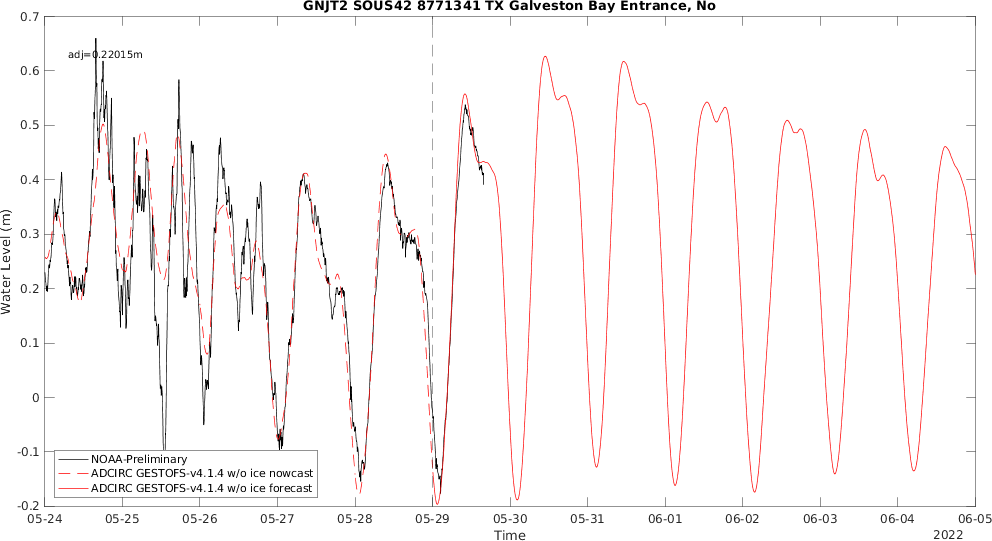 GNJT2 SOUS42 8771341 TX Galveston Bay Entrance, No
adj=0.22015m
Water Level (m)
0.7
0.6
0.5
0.4
0.3
0.2
0.1
0
-0.1
-0.2
NOAA-Preliminary
ADCIRC GESTOFS-v4.1.4 w/o ice nowcast
ADCIRC GESTOFS-v4.1.4 w/o ice forecast
05-24 05-25 05-26 05-27 05-28 05-29 05-30 05-31 06-01 06-02 06-03 06-04 06-05
Time
2022